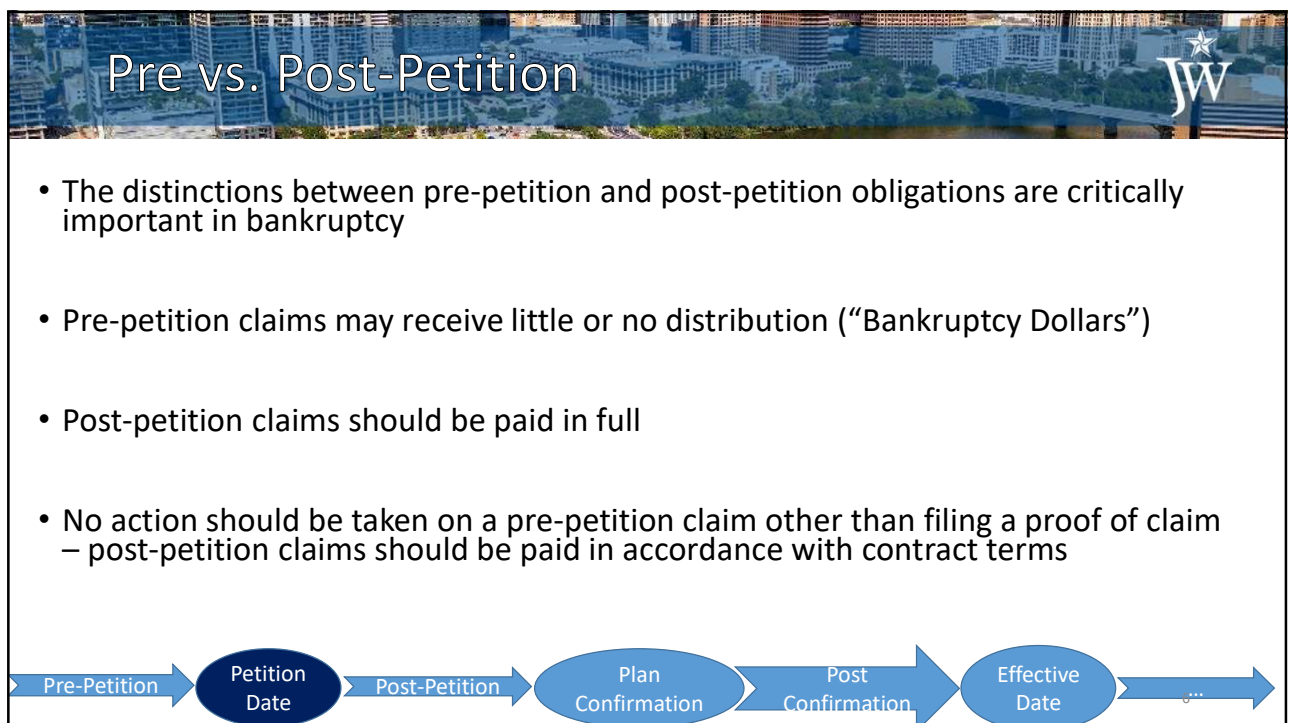 Pre vs. Post-Petition
JW
• The distinctions between pre-petition and post-petition obligations are critically
important in bankruptcy
• Pre-petition claims may receive little or no distribution (“Bankruptcy Dollars”)
• Post-petition claims should be paid in full
• No action should be taken on a pre-petition claim other than filing a proof of claim
– post-petition claims should be paid in accordance with contract terms
Pre-Petition
Petition
Date
Post-Petition
Plan
Confirmation
Post
Confirmation
Effective
Date
...